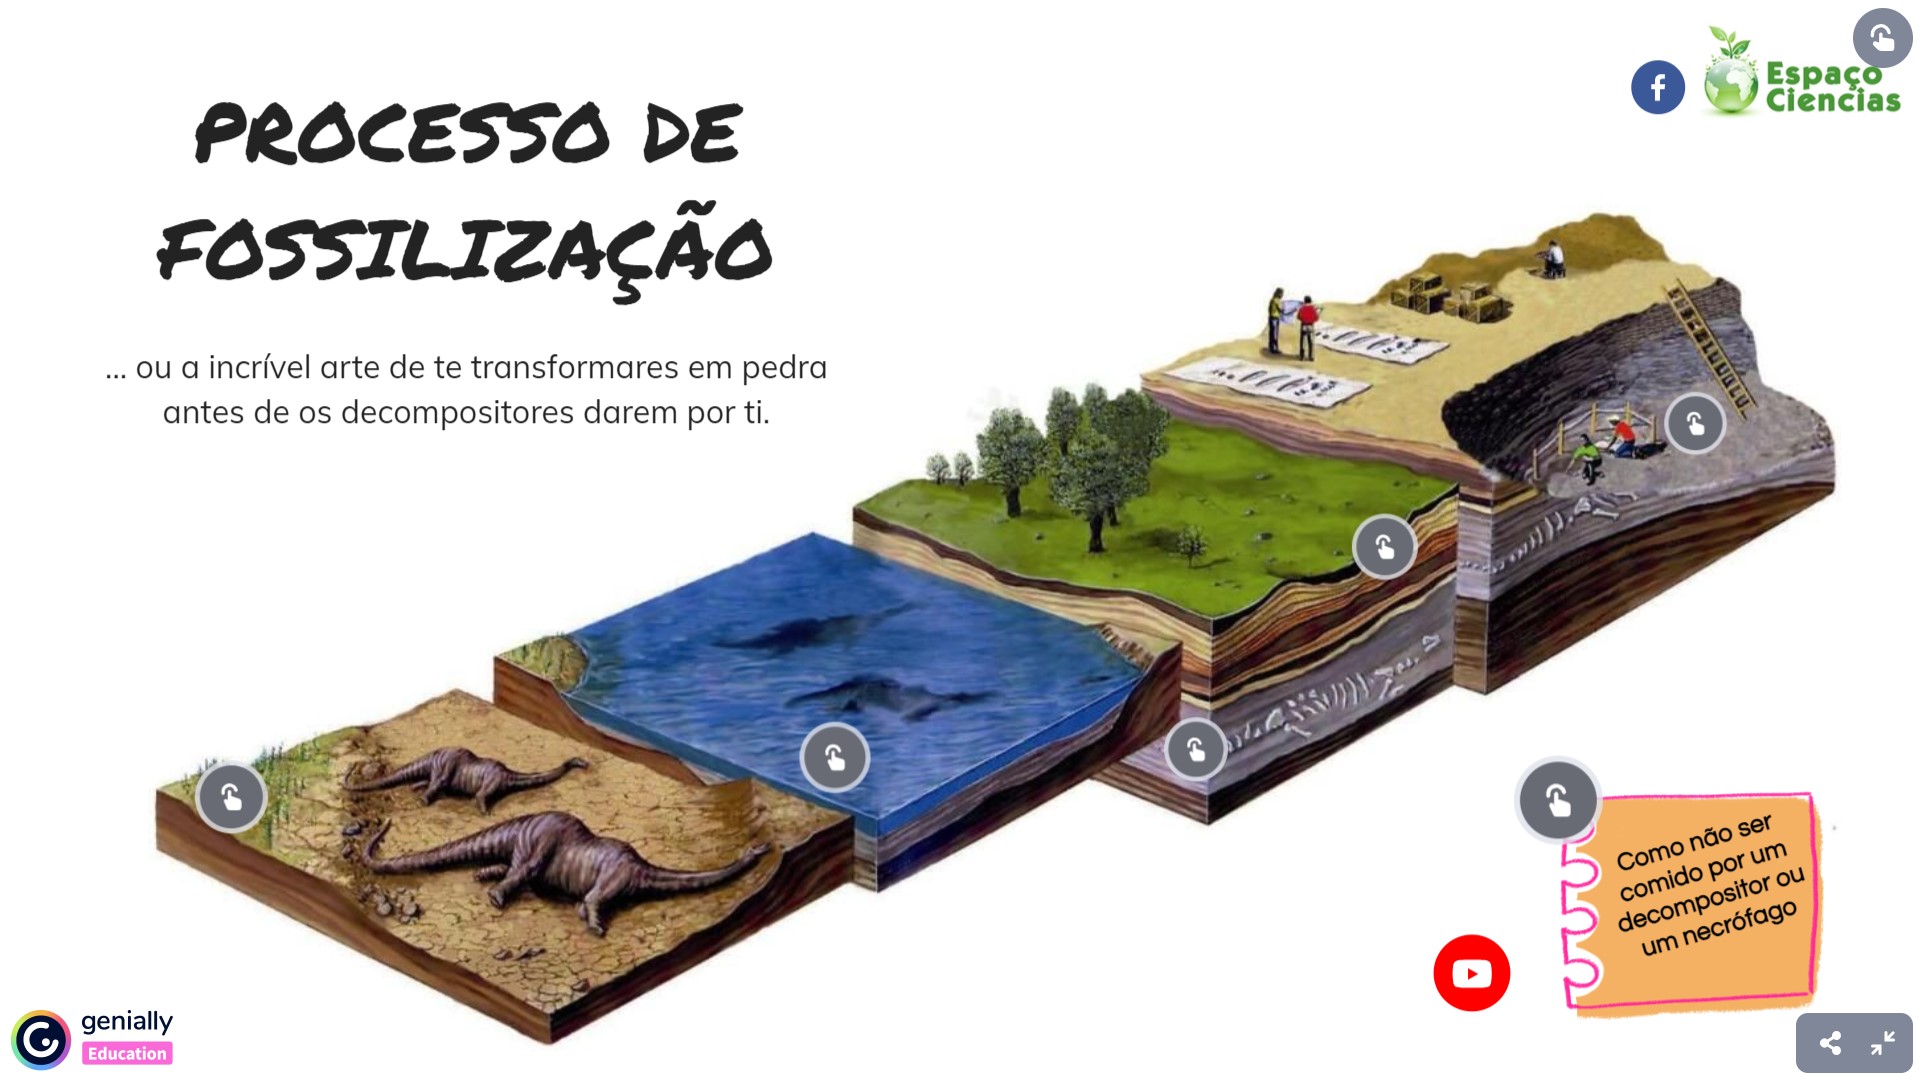 PROCESSO DE
FOSSILIZAÇÃO
... ou a incrível arte de te transformares em pedra
antes de os decompositores darem por ti.
Espaço
Ciencias
Como não ser
comido por um
decompositor ou
um necrófago
genially
Education